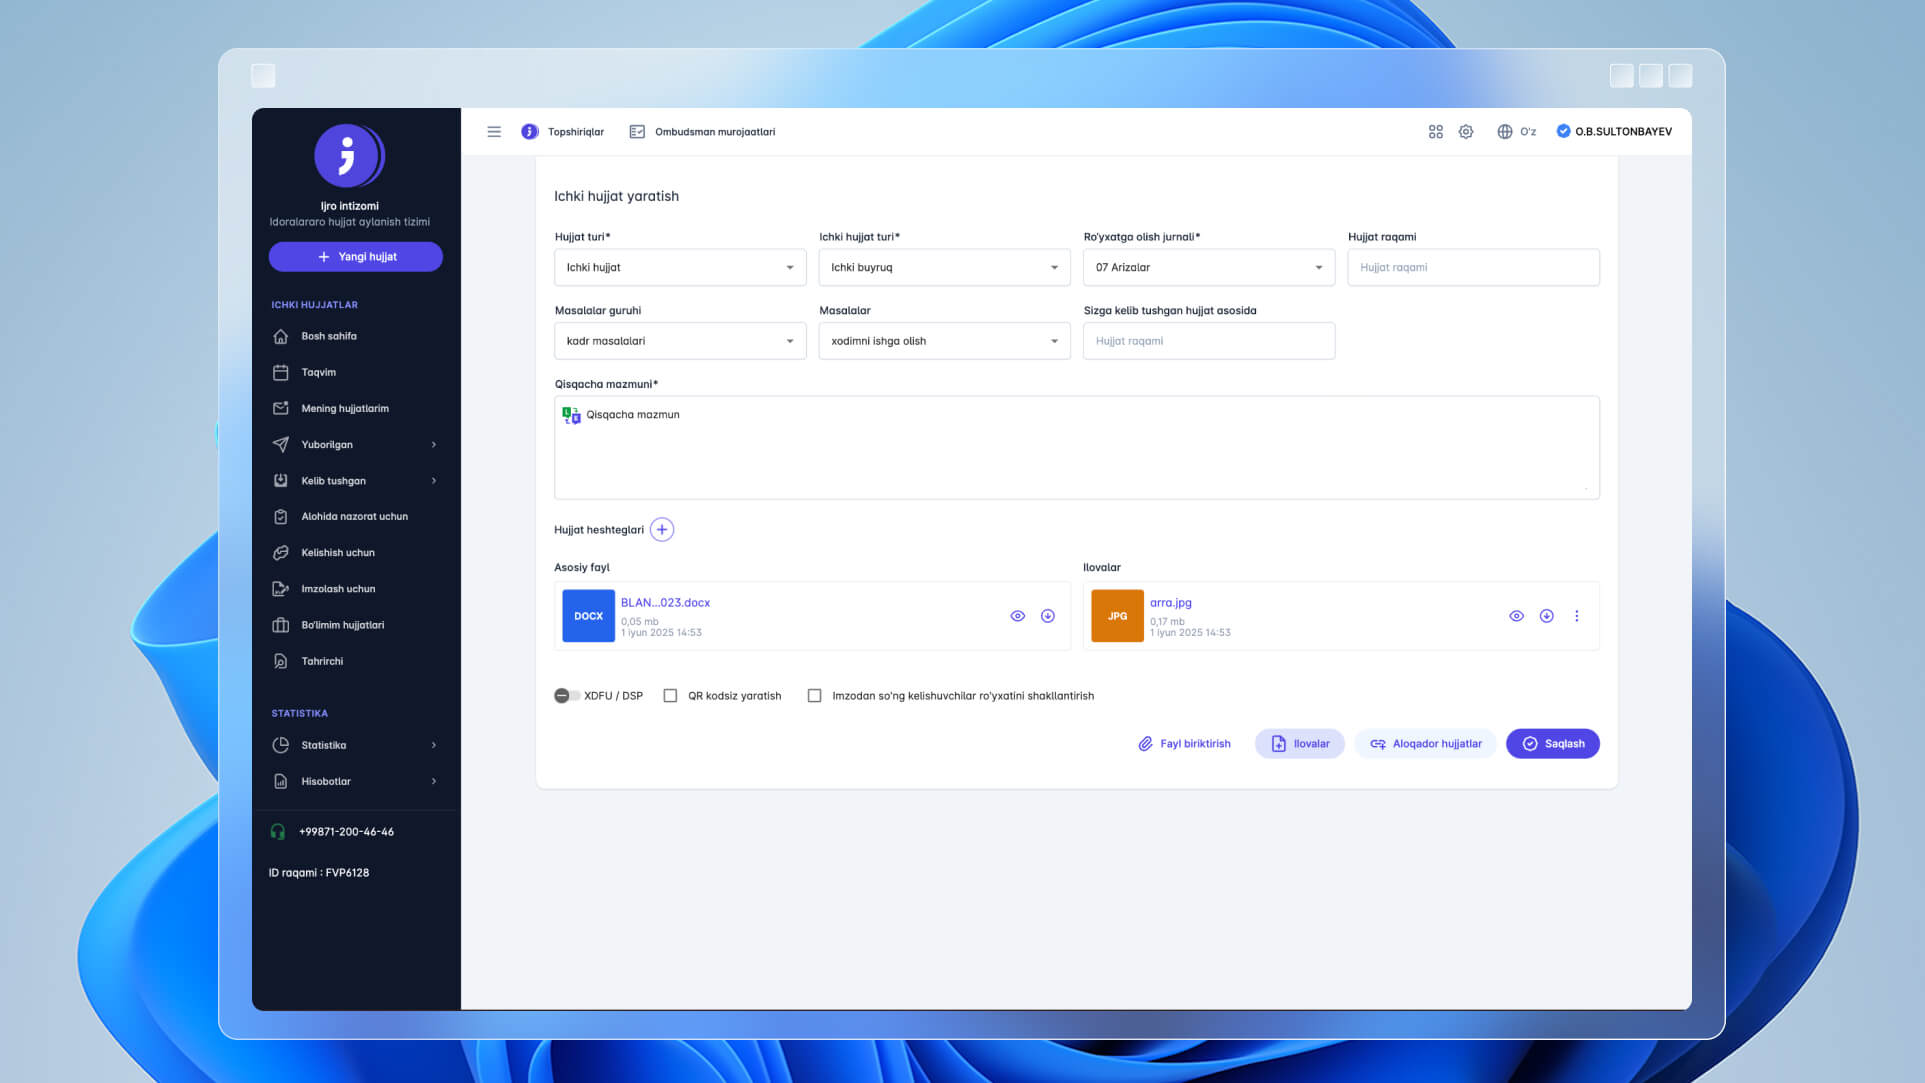 Ijro intizomi
Idoralararo hujjat aylanish tizimi
+ Yangi hujjat
ICHKI HUJJATLAR
Bosh sahifa
Taqvim
Mening hujjatlarim
Yuborilgan
Kelib tushgan
Alohida nazorat uchun
Kelishish uchun
Imzolash uchun
Bo'limim hujjatlari
Tahrirchi
STATISTIKA
Statistika
Hisobotlar
+99871-200-46-46
ID raqami : FVP6128
Topshiriqlar
Ombudsman murojaatlari
O'z
O.B.SULTONBAYEV
Ichki hujjat yaratish
Hujjat turi*
Ichki hujjat turi*
Ro'yxatga olish jurnali*
Hujjat raqami
Ichki hujjat
Ichki buyruq
07 Arizalar
Hujjat raqami
Masalalar guruhi
Masalalar
Sizga kelib tushgan hujjat asosida
kadr masalalari
xodimni ishga olish
Hujjat raqami
Qisqacha mazmuni*
Qisqacha mazmun
Hujjat heshteglari
Asosiy fayl
Ilovalar
DOCX
BLAN...023.docx
0,05 mb
1 iyun 2025 14:53
JPG
arra.jpg
0,17 mb
1 iyun 2025 14:53
XDFU / DSP
QR kodsiz yaratish
Imzodan so'ng kelishuvchilar ro'yxatini shakllantirish
Fayl biriktirish
Ilovalar
Aloqador hujjatlar
Saqlash